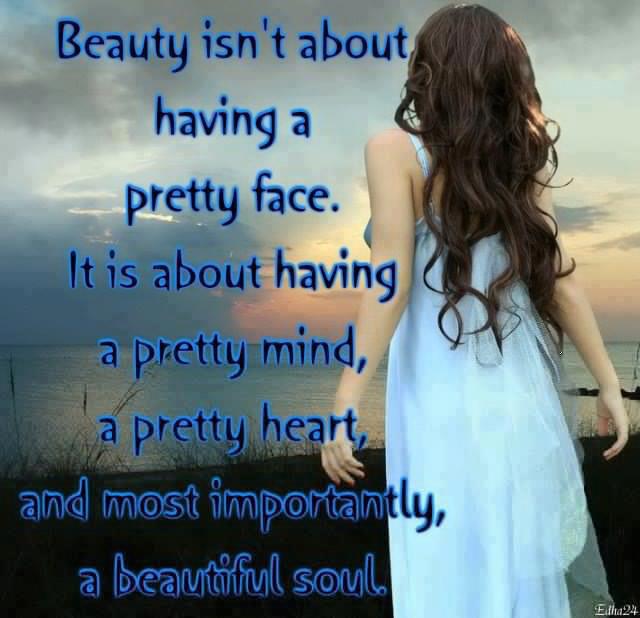 Beauty isn't about
having a
pretty face.
It is about having
a pretty mind,
a pretty heart,
and most importantly,
a beautiful soul.
Edha24